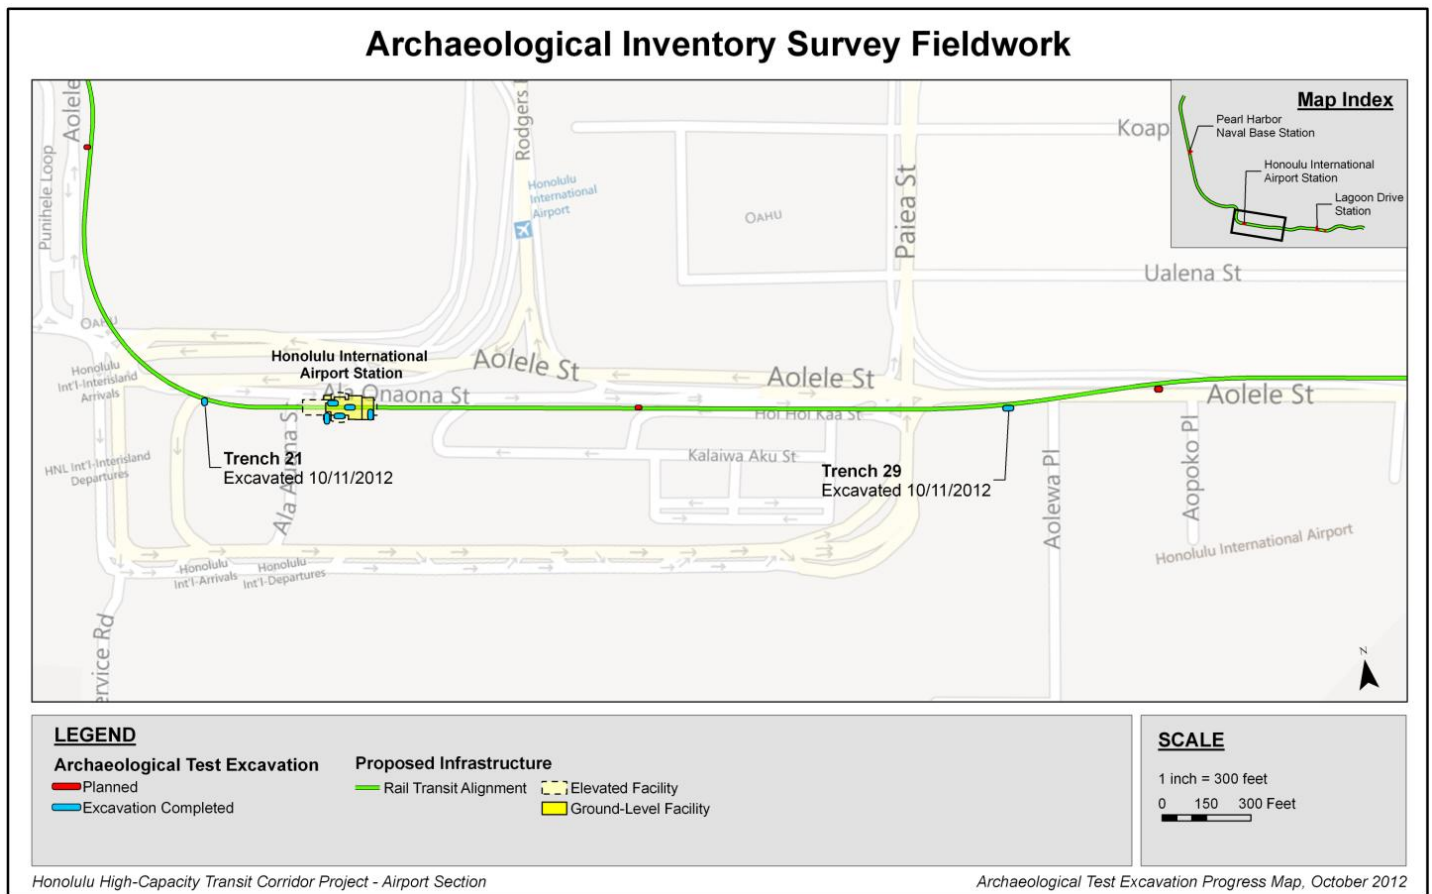 Archaeological Inventory Survey Fieldwork
Aolele
Punihele Loop
Rodgers
Honolulu
International
Airport
OAHU
Paiea St
Koap
Map Index
Pearl Harbor
Naval Base Station
Honoulu International
Airport Station
Lagoon Drive
Station
Ualena St
OAHU
Honolulu
Int'l-Interisland
Arrivals
Honolulu International
Airport Station
Aolele St
Aolele St
Aolele St
Ala Onaona St
Hoi Hoi Kaa St
HNL Int'l-Interisland
Departures
Trench 21
Excavated 10/11/2012
Kalaiwa Aku St
Trench 29
Excavated 10/11/2012
Aolewa Pl
Aopoko Pl
Honolulu International Airport
Honolulu
Int'l-Arrivals
Honolulu
Int'l-Departures
ervice Rd
N
LEGEND
Archaeological Test Excavation
Planned
Excavation Completed
Proposed Infrastructure
Rail Transit Alignment
Elevated Facility
Ground-Level Facility
SCALE
1 inch = 300 feet
0 150 300 Feet
Honolulu High-Capacity Transit Corridor Project - Airport Section
Archaeological Test Excavation Progress Map, October 2012